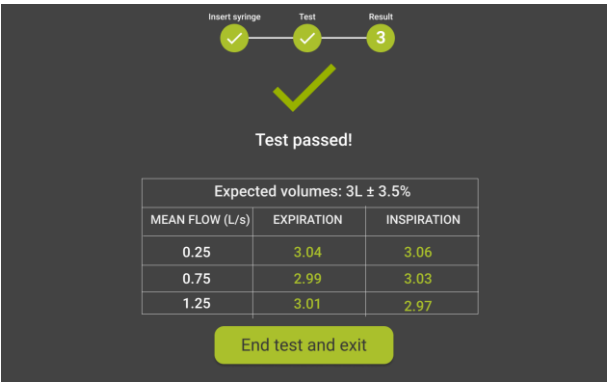 Insert syringe Test Result
3
Test passed!
Expected volumes: 3L ± 3.5%
MEAN FLOW (L/s) EXPIRATION INSPIRATION
0.25 3.04 3.06
0.75 2.99 3.03
1.25 3.01 2.97
End test and exit